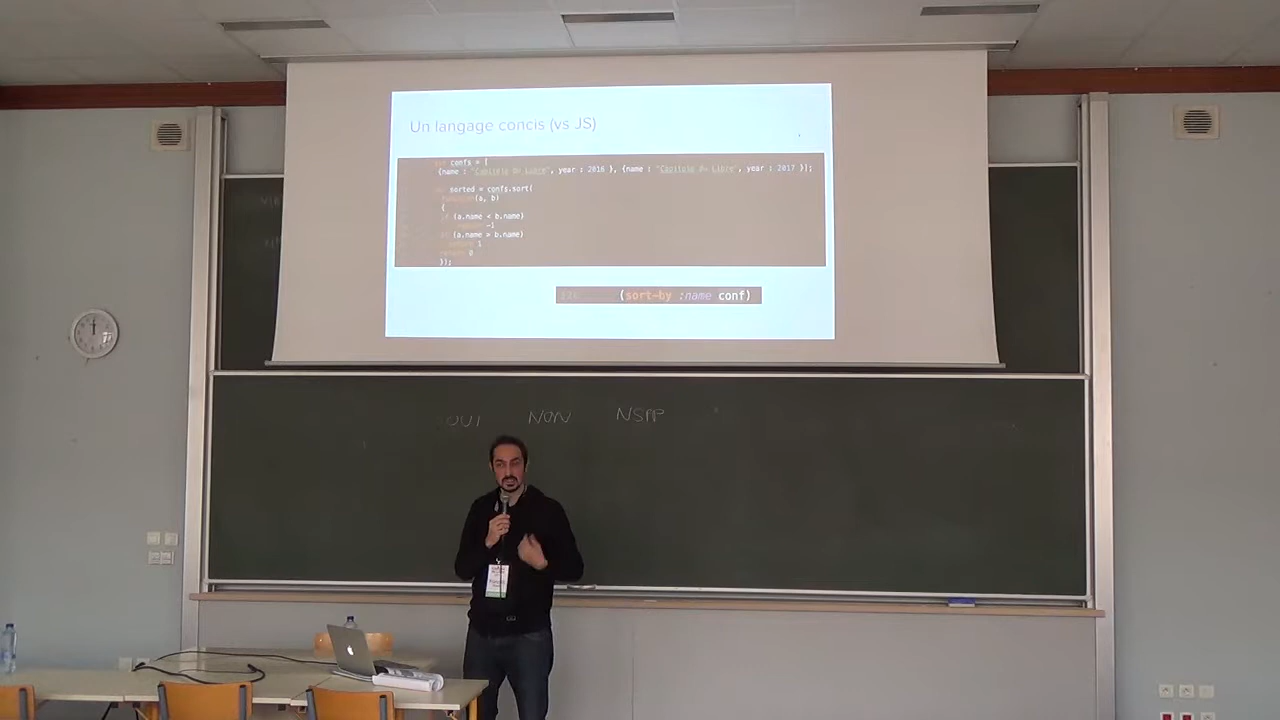 Un langage concis (vs JS)
var confs = [
{name : "Capitole Du Libre", year : 2016 }, {name : "Capitole Du Libre", year : 2017 }];
var sorted = confs.sort(
function(a, b)
{
if (a.name < b.name)
return -1
if (a.name > b.name)
return 1
return 0
});
(sort-by :name conf)
OUI NON NSPP